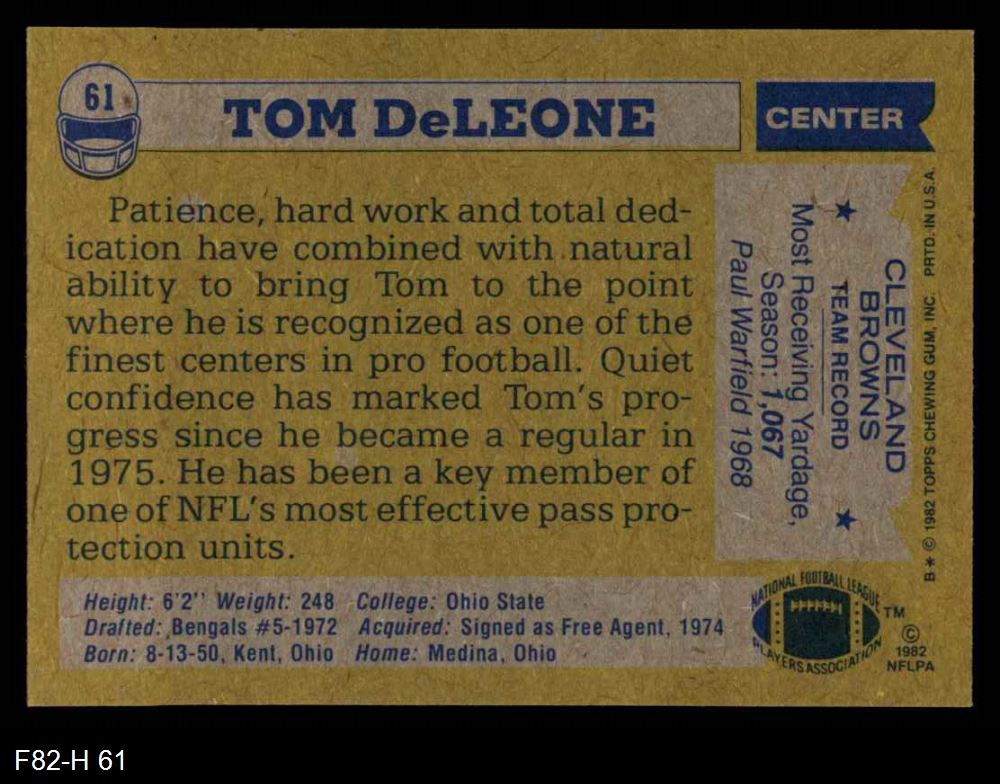 61
TOM DeLEONE
CENTER
Patience, hard work and total ded-
ication have combined with natural
ability to bring Tom to the point
where he is recognized as one of the
finest centers in pro football. Quiet
confidence has marked Tom's pro-
gress since he became a regular in
1975. He has been a key member of
one of NFL's most effective pass pro-
tection units.
CLEVELAND
BROWNS
★ TEAM RECORD ★
Most Receiving Yardage,
Season: 1,067
Paul Warfield 1968
B★ © 1982 TOPPS CHEWING GUM, INC. PRTD. IN U.S.A.
Height: 6'2" Weight: 248 College: Ohio State
Drafted: Bengals #5-1972 Acquired: Signed as Free Agent, 1974
Born: 8-13-50, Kent, Ohio Home: Medina, Ohio
NATIONAL FOOTBALL LEAGUE
PLAYERS ASSOCIATION
TM
©
1982
NFLPA
F82-H 61